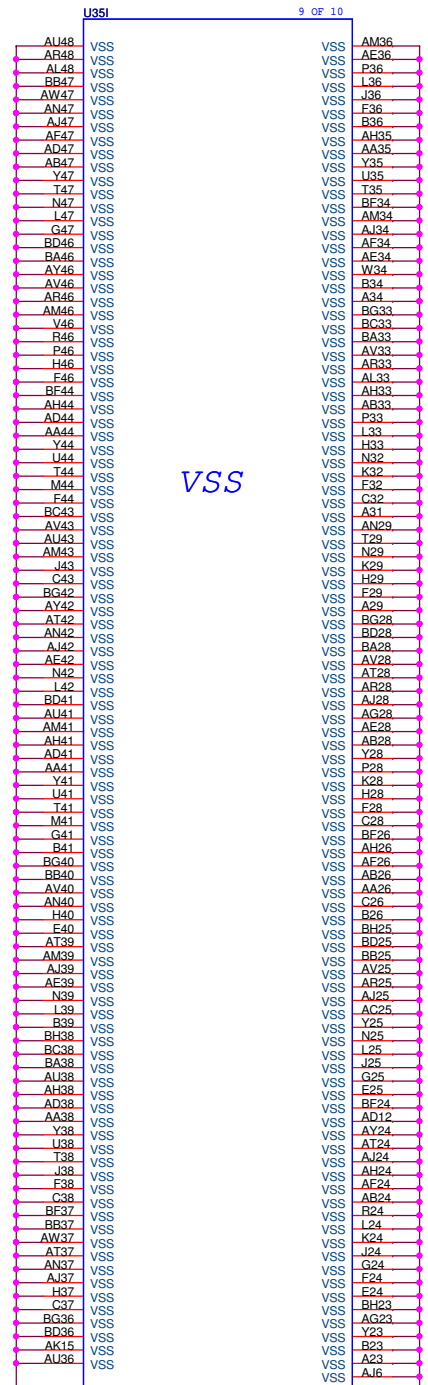 U35I 9 OF 10
AU48 VSS VSS AM36
AR48 VSS VSS AE36
AL48 VSS VSS P36
BB47 VSS VSS L36
AW47 VSS VSS J36
AN47 VSS VSS F36
AJ47 VSS VSS B36
AF47 VSS VSS AH35
AD47 VSS VSS AA35
AB47 VSS VSS Y35
Y47 VSS VSS U35
T47 VSS VSS T35
N47 VSS VSS BF34
L47 VSS VSS AM34
G47 VSS VSS AJ34
BD46 VSS VSS AF34
BA46 VSS VSS AE34
AY46 VSS VSS W34
AV46 VSS VSS B34
AR46 VSS VSS A34
AM46 VSS VSS BG33
V46 VSS VSS BC33
R46 VSS VSS BA33
P46 VSS VSS AV33
H46 VSS VSS AR33
F46 VSS VSS AL33
BF44 VSS VSS AH33
AH44 VSS VSS AB33
AD44 VSS VSS P33
AA44 VSS VSS L33
Y44 VSS VSS H33
U44 VSS VSS N32
T44 VSS VSS K32
VSS
M44 VSS VSS F32
F44 VSS VSS C32
BC43 VSS VSS A31
AV43 VSS VSS AN29
AU43 VSS VSS T29
AM43 VSS VSS N29
J43 VSS VSS K29
C43 VSS VSS H29
BG42 VSS VSS F29
AY42 VSS VSS A29
AT42 VSS VSS BG28
AN42 VSS VSS BD28
AJ42 VSS VSS BA28
AE42 VSS VSS AV28
N42 VSS VSS AT28
L42 VSS VSS AR28
BD41 VSS VSS AJ28
AU41 VSS VSS AG28
AM41 VSS VSS AE28
AH41 VSS VSS AB28
AD41 VSS VSS Y28
AA41 VSS VSS P28
Y41 VSS VSS K28
U41 VSS VSS H28
T41 VSS VSS F28
M41 VSS VSS C28
G41 VSS VSS BF26
B41 VSS VSS AH26
BG40 VSS VSS AF26
BB40 VSS VSS AB26
AV40 VSS VSS AA26
AN40 VSS VSS C26
H40 VSS VSS B26
E40 VSS VSS BH25
AT39 VSS VSS BD25
AM39 VSS VSS BB25
AJ39 VSS VSS AV25
AE39 VSS VSS AR25
N39 VSS VSS AJ25
L39 VSS VSS AC25
B39 VSS VSS Y25
BH38 VSS VSS N25
BC38 VSS VSS L25
BA38 VSS VSS J25
AU38 VSS VSS G25
AH38 VSS VSS E25
AD38 VSS VSS BF24
AA38 VSS VSS AD12
Y38 VSS VSS AY24
U38 VSS VSS AT24
T38 VSS VSS AJ24
J38 VSS VSS AH24
F38 VSS VSS AF24
C38 VSS VSS AB24
BF37 VSS VSS R24
BB37 VSS VSS L24
AW37 VSS VSS K24
AT37 VSS VSS J24
AN37 VSS VSS G24
AJ37 VSS VSS F24
H37 VSS VSS E24
C37 VSS VSS BH23
BG36 VSS VSS AG23
BD36 VSS VSS Y23
AK15 VSS VSS B23
AU36 VSS VSS A23
VSS AJ6